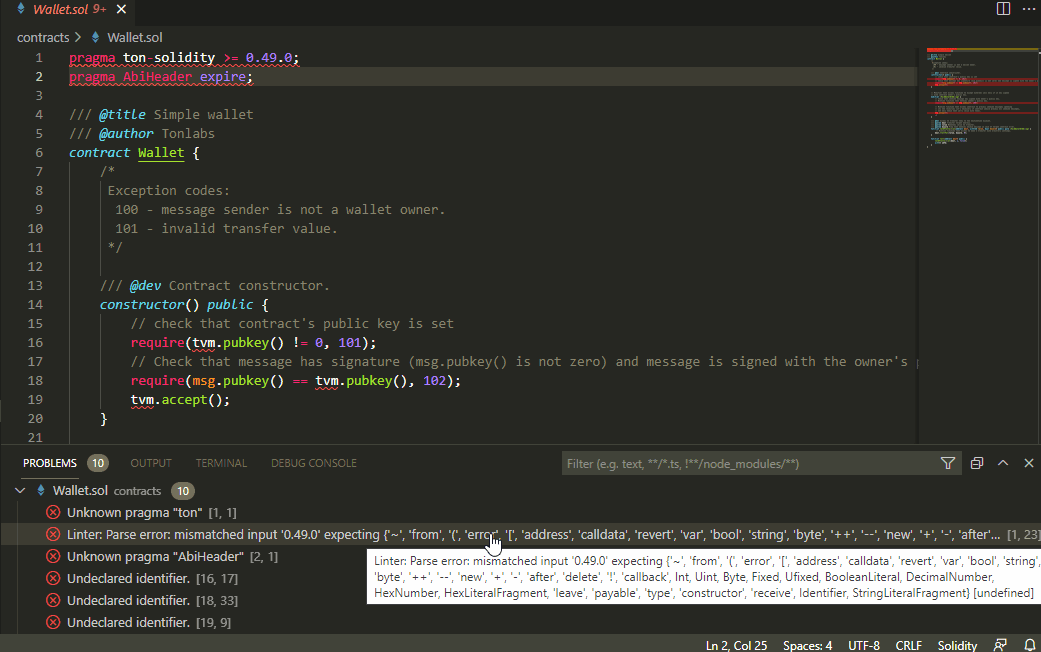 Wallet.sol 9+
contracts > Wallet.sol
1 pragma ton-solidity >= 0.49.0;
2 pragma AbiHeader expire;
3
4 /// @title Simple wallet
5 /// @author Tonlabs
6 contract Wallet {
7 /*
8 Exception codes:
9 100 - message sender is not a wallet owner.
10 101 - invalid transfer value.
11 */
12
13 /// @dev Contract constructor.
14 constructor() public {
15 // check that contract's public key is set
16 require(tvm.pubkey() != 0, 101);
17 // Check that message has signature (msg.pubkey() is not zero) and message is signed with the owner's
18 require(msg.pubkey() == tvm.pubkey(), 102);
19 tvm.accept();
20 }
21
PROBLEMS 10 OUTPUT TERMINAL DEBUG CONSOLE Filter (e.g. text, **/*.ts, !**/node_modules/**)
Wallet.sol contracts 10
Unknown pragma "ton" [1, 1]
Linter: Parse error: mismatched input '0.49.0' expecting {'~', 'from', '(', 'error', '[', 'address', 'calldata', 'revert', 'var', 'bool', 'string', 'byte', '++', '--', 'new', '+', '-', 'after'... [1, 23]
Unknown pragma "AbiHeader" [2, 1]
Undeclared identifier. [16, 17]
Undeclared identifier. [18, 33]
Undeclared identifier. [19, 9]
Linter: Parse error: mismatched input '0.49.0' expecting {'~', 'from', '(', 'error', '[', 'address', 'calldata', 'revert', 'var', 'bool', 'string',
'byte', '++', '--', 'new', '+', '-', 'after', 'delete', '!', 'callback', Int, Uint, Byte, Fixed, Ufixed, BooleanLiteral, DecimalNumber,
HexNumber, HexLiteralFragment, 'leave', 'payable', 'type', 'constructor', 'receive', Identifier, StringLiteralFragment} [undefined]
Ln 2, Col 25 Spaces: 4 UTF-8 CRLF Solidity